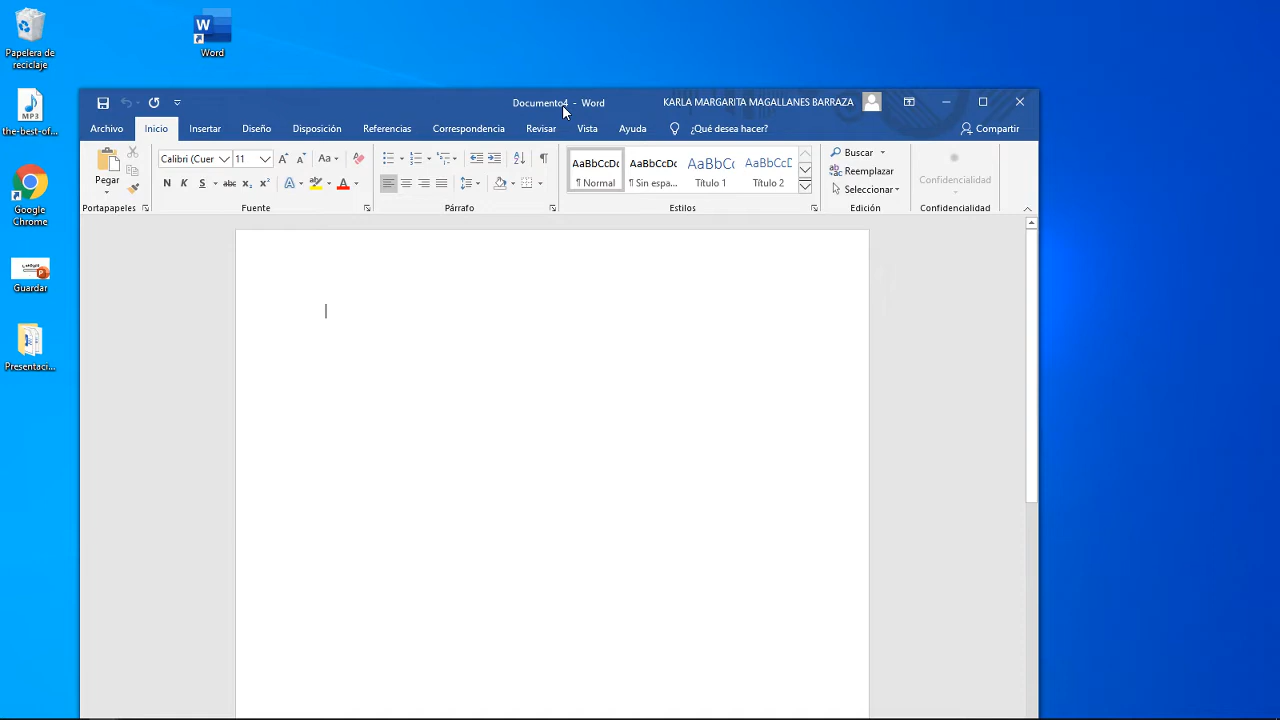 Papelera de
reciclaje
the-best-of...
Google
Chrome
Guardar
Presentaci...
Word
Documento4 - Word
KARLA MARGARITA MAGALLANES BARRAZA
Archivo Inicio Insertar Diseño Disposición Referencias Correspondencia Revisar Vista Ayuda ¿Qué desea hacer? Compartir
Pegar
Portapapeles
Calibri (Cuer 11
Aa
N K S abc x₂ x²
A A
Fuente
Párrafo
AaBbCcDc AaBbCcDc AaBbC( AaBbCcD
¶ Normal ¶ Sin espa... Título 1 Título 2
Estilos
Buscar
Reemplazar
Seleccionar
Edición
Confidencialidad
Confidencialidad